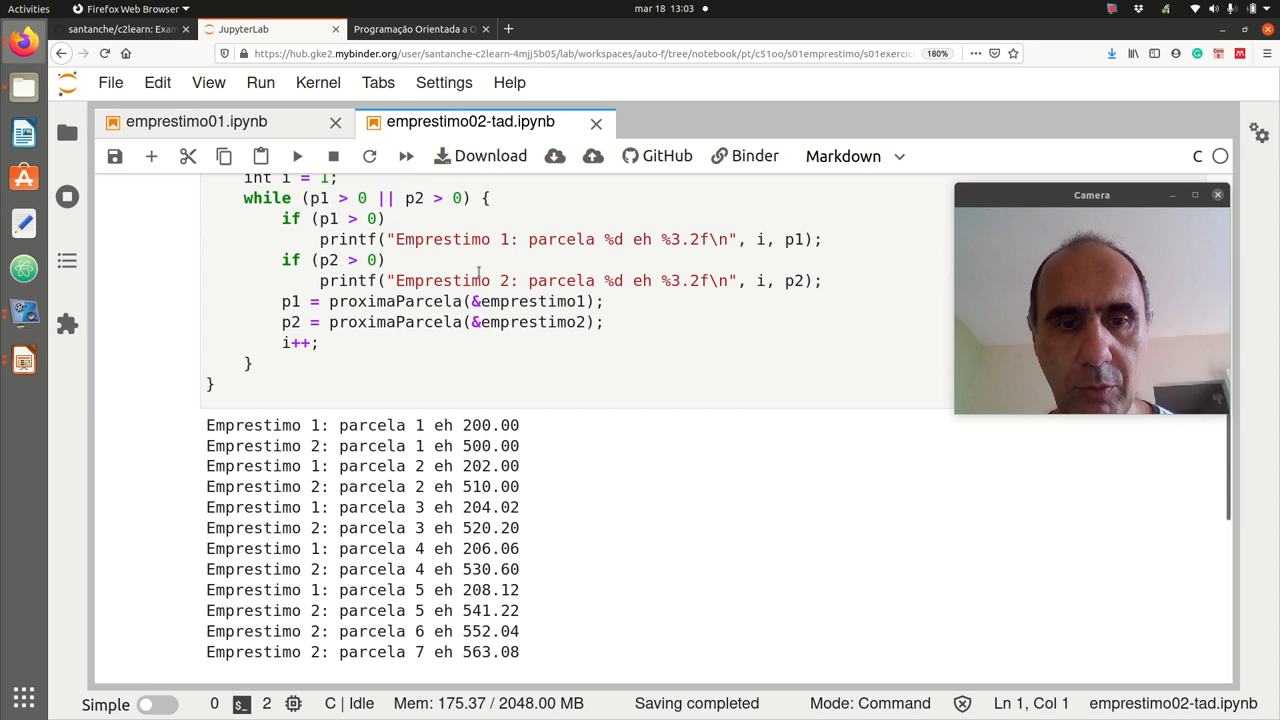 Activities
Firefox Web Browser
mar 18 13:03
santanche/c2learn: Exam
JupyterLab
Programação Orientada a O
https://hub.gke2.mybinder.org/user/santanche-c2learn-4mjj5b05/lab/workspaces/auto-f/tree/notebook/pt/c51oo/s01emprestimo/s01exercic
180%
File Edit View Run Kernel Tabs Settings Help
emprestimo01.ipynb
emprestimo02-tad.ipynb
Download GitHub Binder Markdown C
Camera
int i = 1;
while (p1 > 0 || p2 > 0) {
if (p1 > 0)
printf("Emprestimo 1: parcela %d eh %3.2f\n", i, p1);
if (p2 > 0)
printf("Emprestimo 2: parcela %d eh %3.2f\n", i, p2);
p1 = proximaParcela(&emprestimo1);
p2 = proximaParcela(&emprestimo2);
i++;
}
}
Emprestimo 1: parcela 1 eh 200.00
Emprestimo 2: parcela 1 eh 500.00
Emprestimo 1: parcela 2 eh 202.00
Emprestimo 2: parcela 2 eh 510.00
Emprestimo 1: parcela 3 eh 204.02
Emprestimo 2: parcela 3 eh 520.20
Emprestimo 1: parcela 4 eh 206.06
Emprestimo 2: parcela 4 eh 530.60
Emprestimo 1: parcela 5 eh 208.12
Emprestimo 2: parcela 5 eh 541.22
Emprestimo 2: parcela 6 eh 552.04
Emprestimo 2: parcela 7 eh 563.08
Simple 0 2 C | Idle Mem: 175.37 / 2048.00 MB Saving completed Mode: Command Ln 1, Col 1 emprestimo02-tad.ipynb